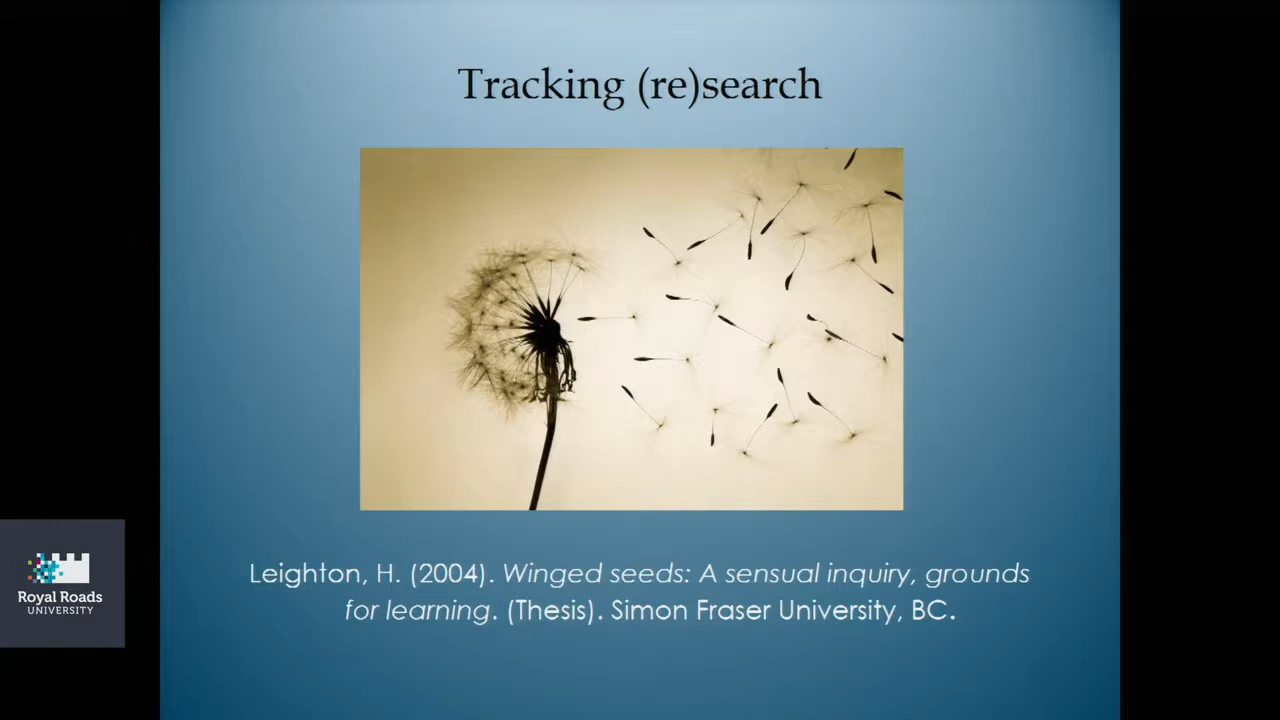 Tracking (re)search
Leighton, H. (2004). Winged seeds: A sensual inquiry, grounds
for learning. (Thesis). Simon Fraser University, BC.
Royal Roads
UNIVERSITY